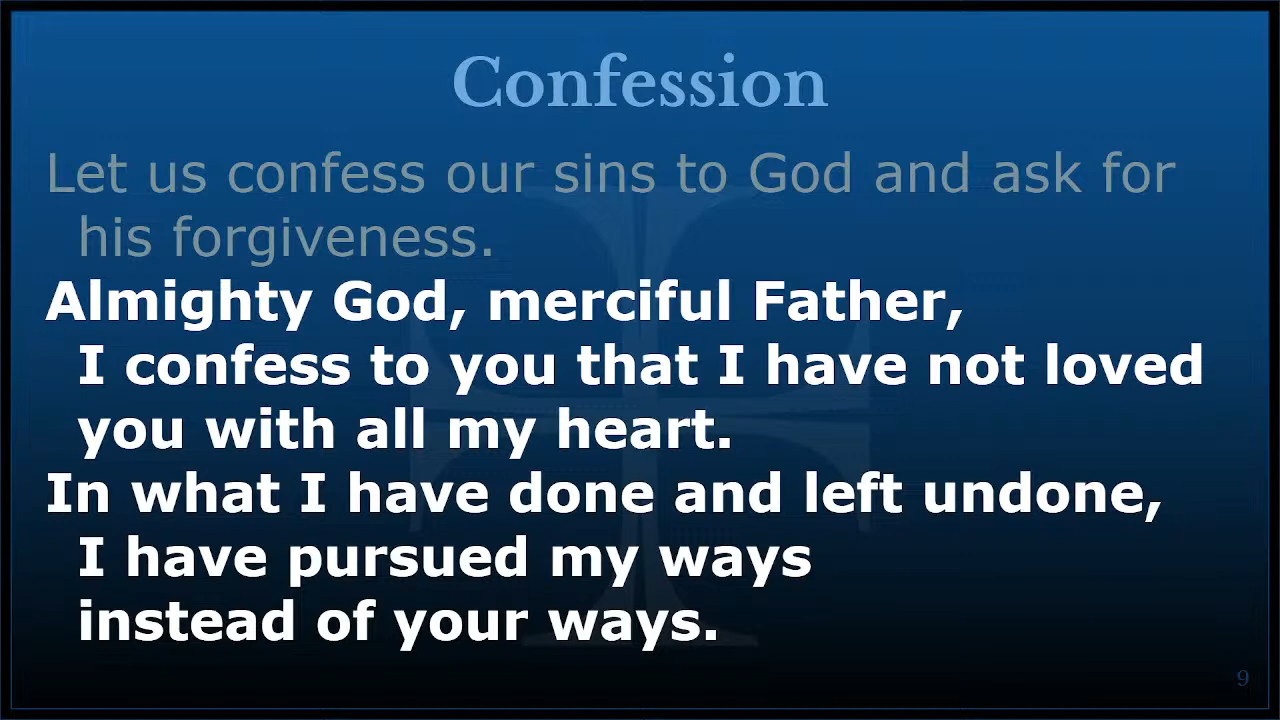 Confession
Let us confess our sins to God and ask for
his forgiveness.
Almighty God, merciful Father,
I confess to you that I have not loved
you with all my heart.
In what I have done and left undone,
I have pursued my ways
instead of your ways.
9